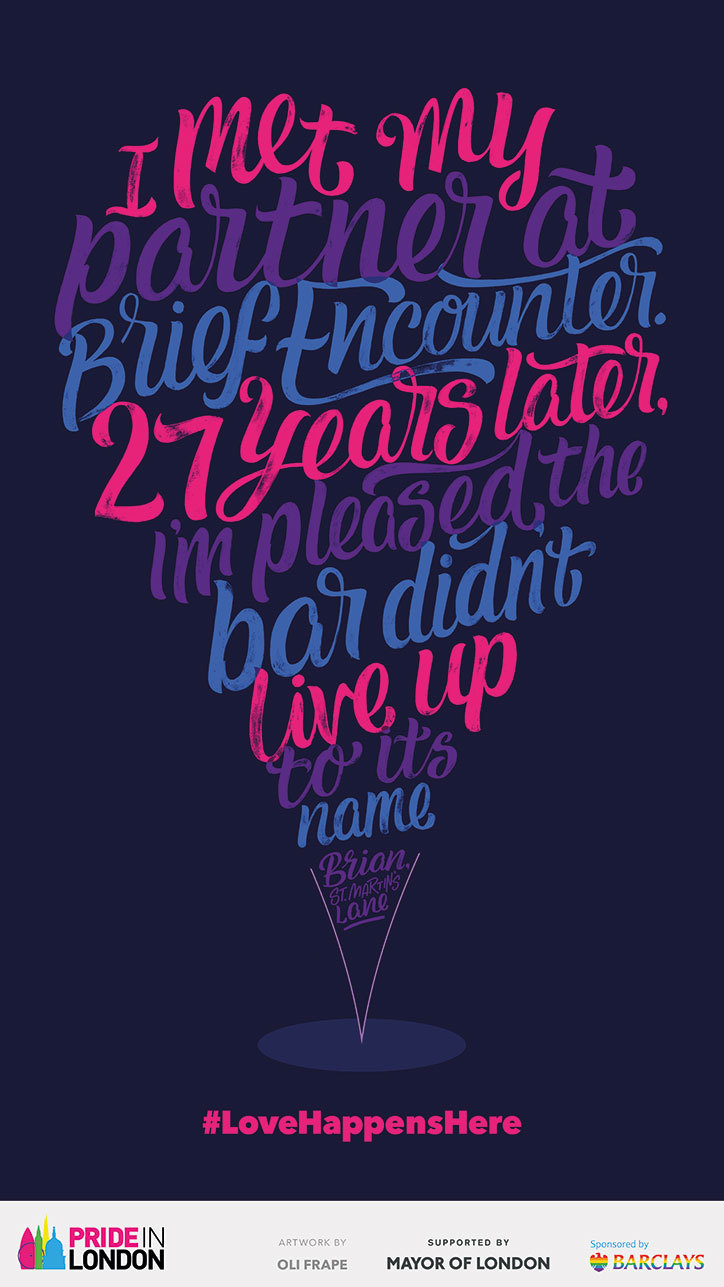 I met my
partner at
Brief Encounter.
27 years later,
i'm pleased the
bar didn't
live up
to its
name
Brian,
ST. MARTIN'S
Lane
#LoveHappensHere
PRIDE IN
LONDON
ARTWORK BY
OLI FRAPE
SUPPORTED BY
MAYOR OF LONDON
Sponsored by
BARCLAYS